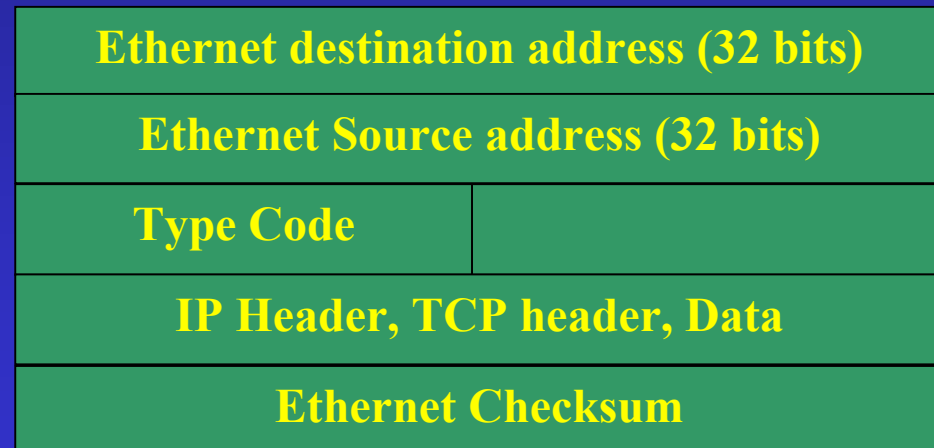 Ethernet destination address (32 bits)
Ethernet Source address (32 bits)
Type Code
IP Header, TCP header, Data
Ethernet Checksum